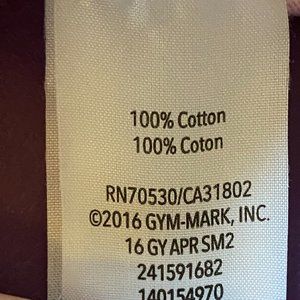 100% Cotton
100% Coton
RN70530/CA31802
©2016 GYM-MARK, INC.
16 GY APR SM2
241591682
140154970